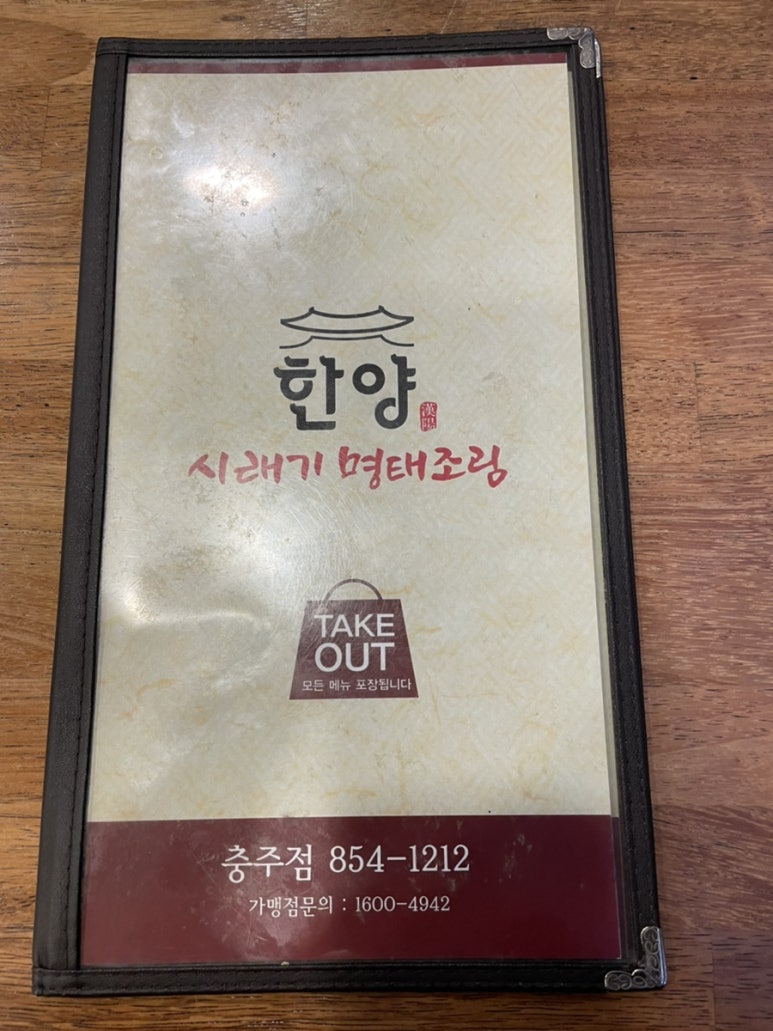 한양
漢陽
시래기 명태조림
TAKE
OUT
모든 메뉴 포장됩니다
충주점 854-1212
가맹점문의 : 1600-4942